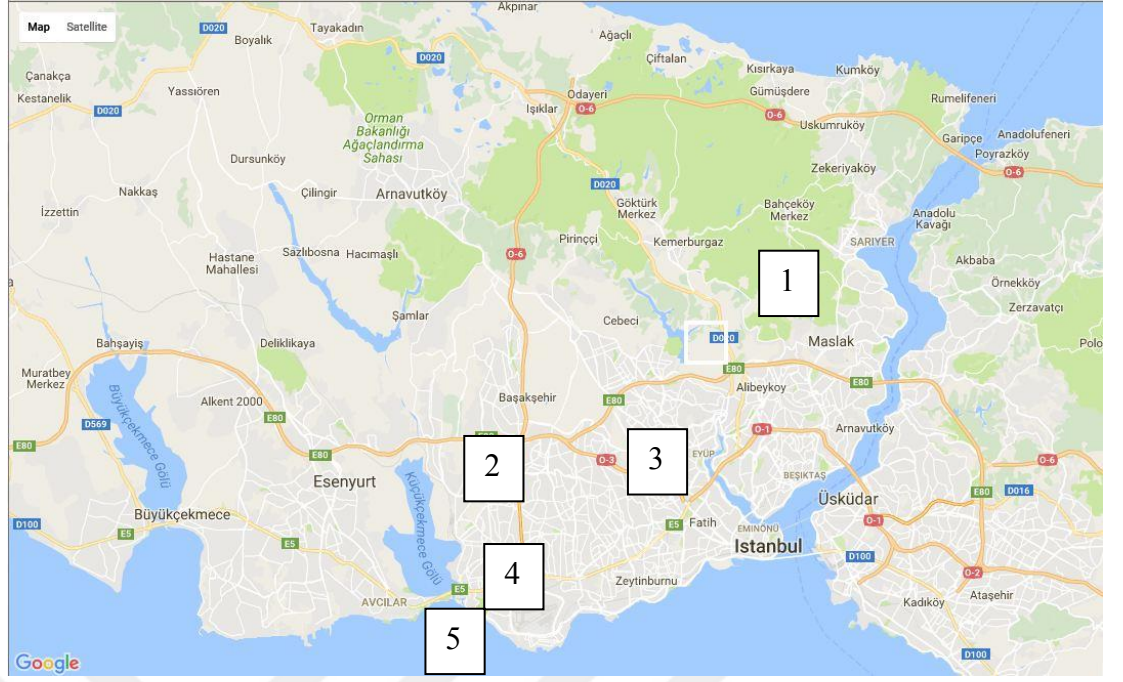 Map Satellite
Akpınar
D020
Tayakadın
Boyalık
Ağaçlı
D020
Çiftalan
Kısırkaya
Kumköy
Çanakça
Yassıören
Odayeri
Gümüşdere
Kestanelik
D020
Işıklar
O-6
O-6
Rumelifeneri
Orman
Bakanlığı
Ağaçlandırma
Sahası
Uskumruköy
Garipçe
Anadolufeneri
Dursunköy
Poyrazköy
Zekeriyaköy
O-6
Nakkaş
Çilingir
Arnavutköy
D020
Göktürk
Merkez
Bahçeköy
Merkez
İzzettin
Anadolu
Kavağı
Pirinççi
Kemerburgaz
SARIYER
Hastane
Mahallesi
Sazlıbosna
Hacımaşlı
O-6
Akbaba
1
Örnekköy
Zerzavatçı
Şamlar
Cebeci
Bahşayiş
Deliklikaya
D020
Maslak
Polo
Muratbey
Merkez
E80
Alibeykoy
E80
Alkent 2000
Başakşehir
E80
Büyükçekmece Gölü
D569
E80
O-1
Arnavutköy
E80
E80
2
O-3
3
EYÜP
O-6
Esenyurt
BEŞIKTAŞ
E80
D016
Küçükçekmece Gölü
Üsküdar
Büyükçekmece
D100
E5
E5
Fatih
EMINÖNÜ
O-1
E5
Istanbul
D100
4
Zeytinburnu
O-2
E5
AVCILAR
Kadıköy
Ataşehir
5
D100
Google